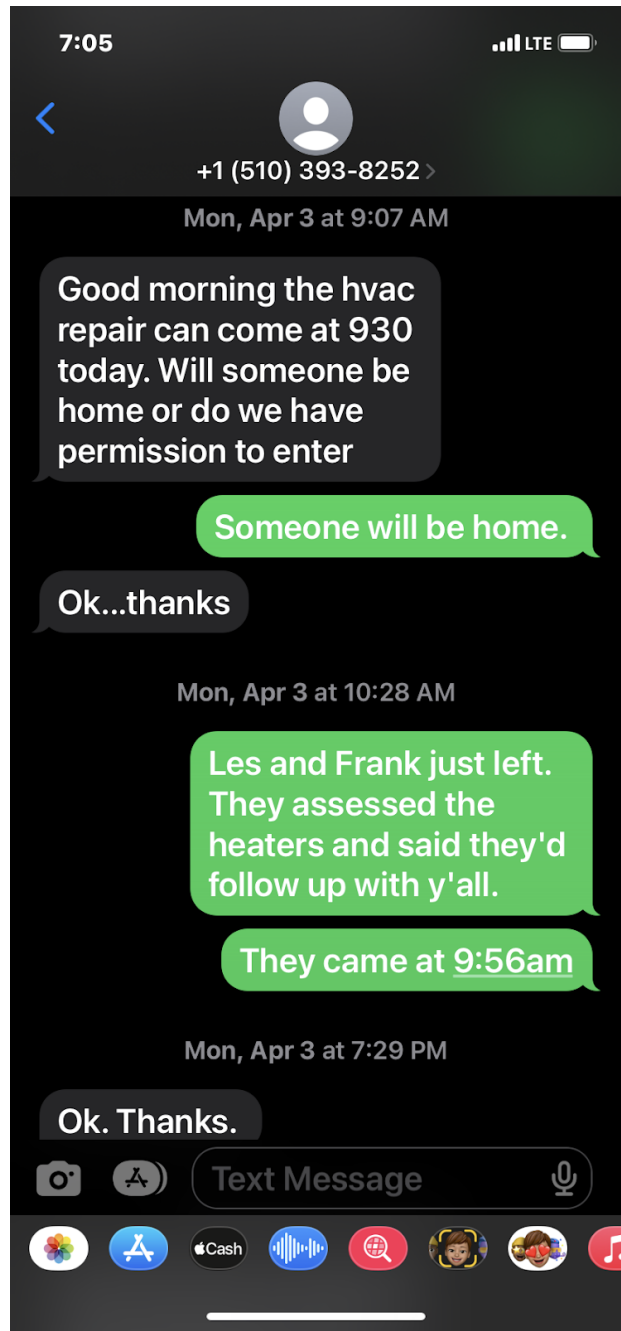 7:05
LTE
+1 (510) 393-8252
Mon, Apr 3 at 9:07 AM
Good morning the hvac
repair can come at 930
today. Will someone be
home or do we have
permission to enter
Someone will be home.
Ok...thanks
Mon, Apr 3 at 10:28 AM
Les and Frank just left.
They assessed the
heaters and said they'd
follow up with y'all.
They came at 9:56am
Mon, Apr 3 at 7:29 PM
Ok. Thanks.
Text Message
Cash